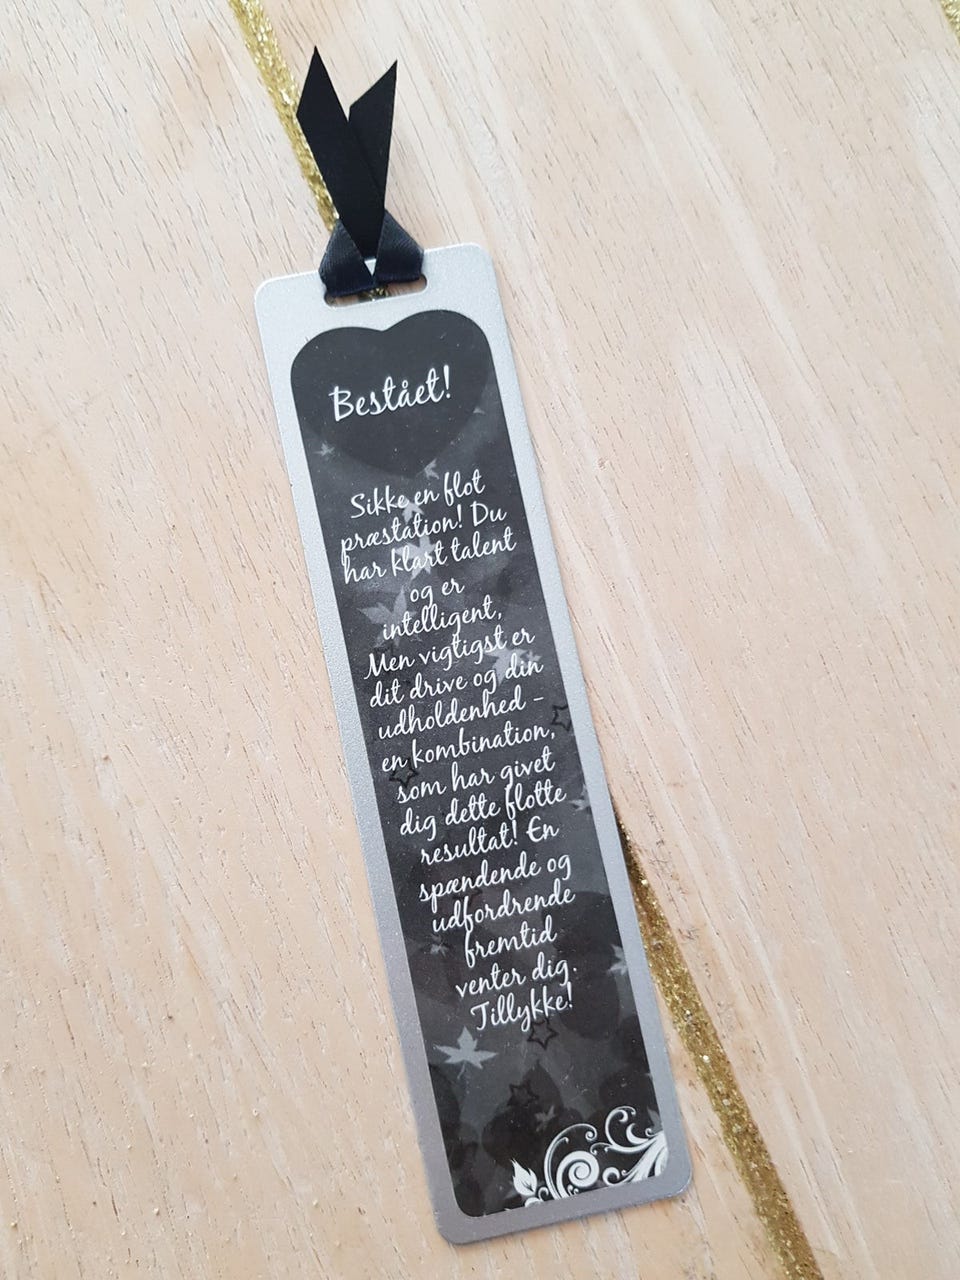 Bestået!
Sikke en flot
præstation! Du
har klart talent
og er
intelligent,
Men vigtigst er
dit drive og din
udholdenhed -
en kombination,
som har givet
dig dette flotte
resultat! En
spændende og
udfordrende
fremtid
venter dig.
Tillykke!